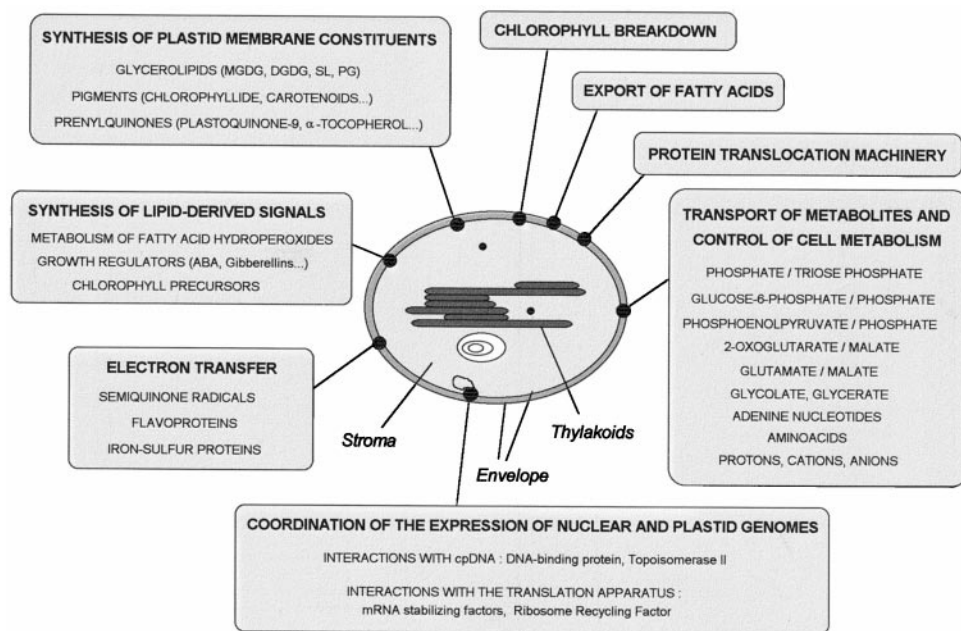 SYNTHESIS OF PLASTID MEMBRANE CONSTITUENTS
GLYCEROLIPIDS (MGDG, DGDG, SL, PG)
PIGMENTS (CHLOROPHYLLIDE, CAROTENOIDS...)
PRENYLQUINONES (PLASTOQUINONE-9, α-TOCOPHEROL...)
CHLOROPHYLL BREAKDOWN
EXPORT OF FATTY ACIDS
PROTEIN TRANSLOCATION MACHINERY
SYNTHESIS OF LIPID-DERIVED SIGNALS
METABOLISM OF FATTY ACID HYDROPEROXIDES
GROWTH REGULATORS (ABA, Gibberellins...)
CHLOROPHYLL PRECURSORS
TRANSPORT OF METABOLITES AND
CONTROL OF CELL METABOLISM
PHOSPHATE / TRIOSE PHOSPHATE
GLUCOSE-6-PHOSPHATE / PHOSPHATE
PHOSPHOENOLPYRUVATE / PHOSPHATE
2-OXOGLUTARATE / MALATE
GLUTAMATE / MALATE
GLYCOLATE, GLYCERATE
ADENINE NUCLEOTIDES
AMINOACIDS
PROTONS, CATIONS, ANIONS
ELECTRON TRANSFER
SEMIQUINONE RADICALS
FLAVOPROTEINS
IRON-SULFUR PROTEINS
Stroma
Thylakoids
Envelope
COORDINATION OF THE EXPRESSION OF NUCLEAR AND PLASTID GENOMES
INTERACTIONS WITH cpDNA : DNA-binding protein, Topoisomerase II
INTERACTIONS WITH THE TRANSLATION APPARATUS :
mRNA stabilizing factors, Ribosome Recycling Factor